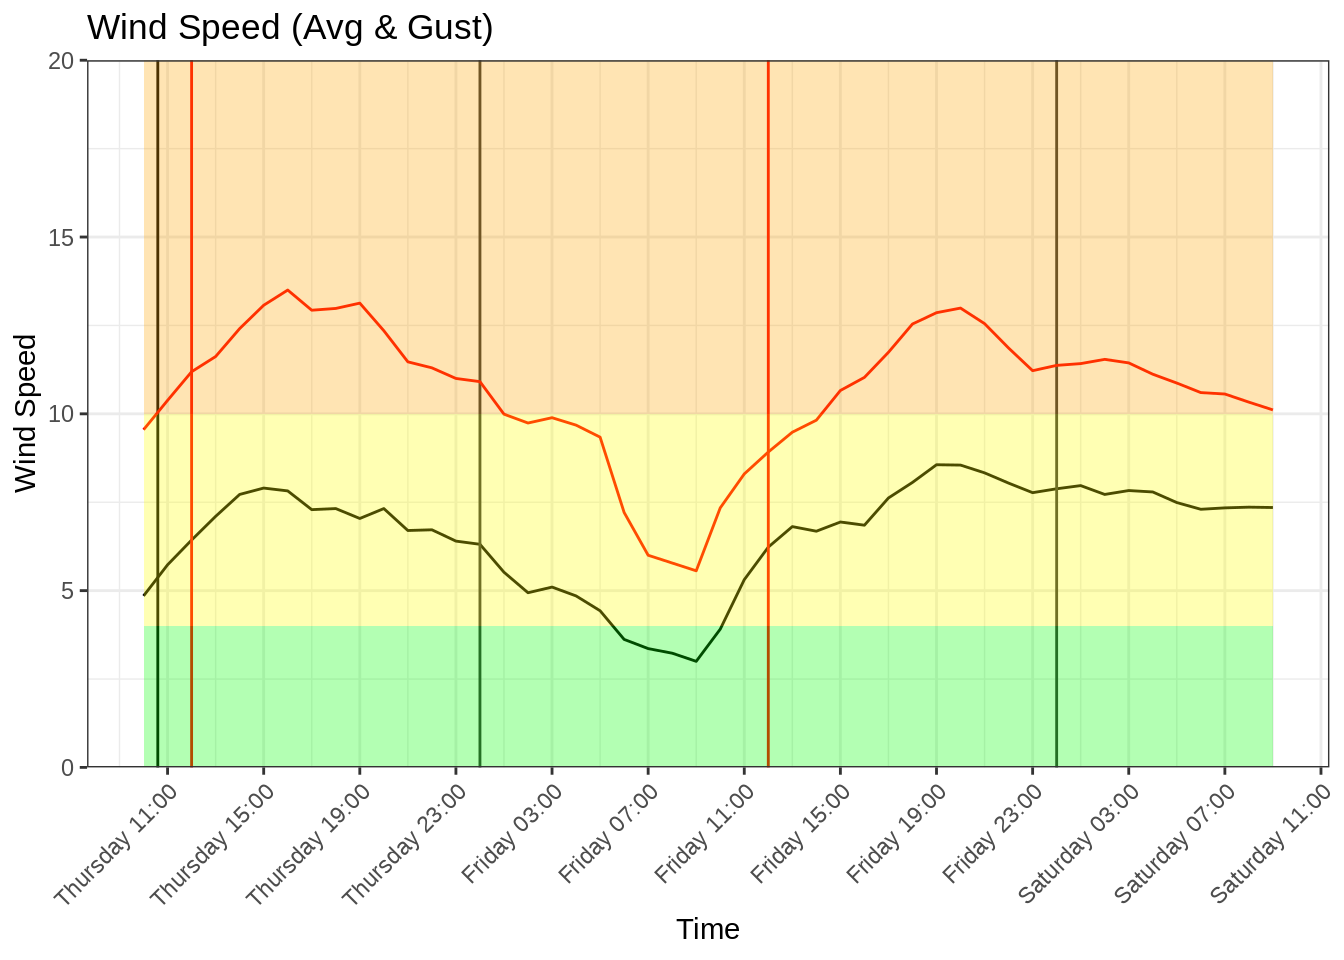 Wind Speed (Avg & Gust)
20
15
10
5
0
Wind Speed
Thursday 11:00
Thursday 15:00
Thursday 19:00
Thursday 23:00
Friday 03:00
Friday 07:00
Friday 11:00
Friday 15:00
Friday 19:00
Friday 23:00
Saturday 03:00
Saturday 07:00
Saturday 11:00
Time